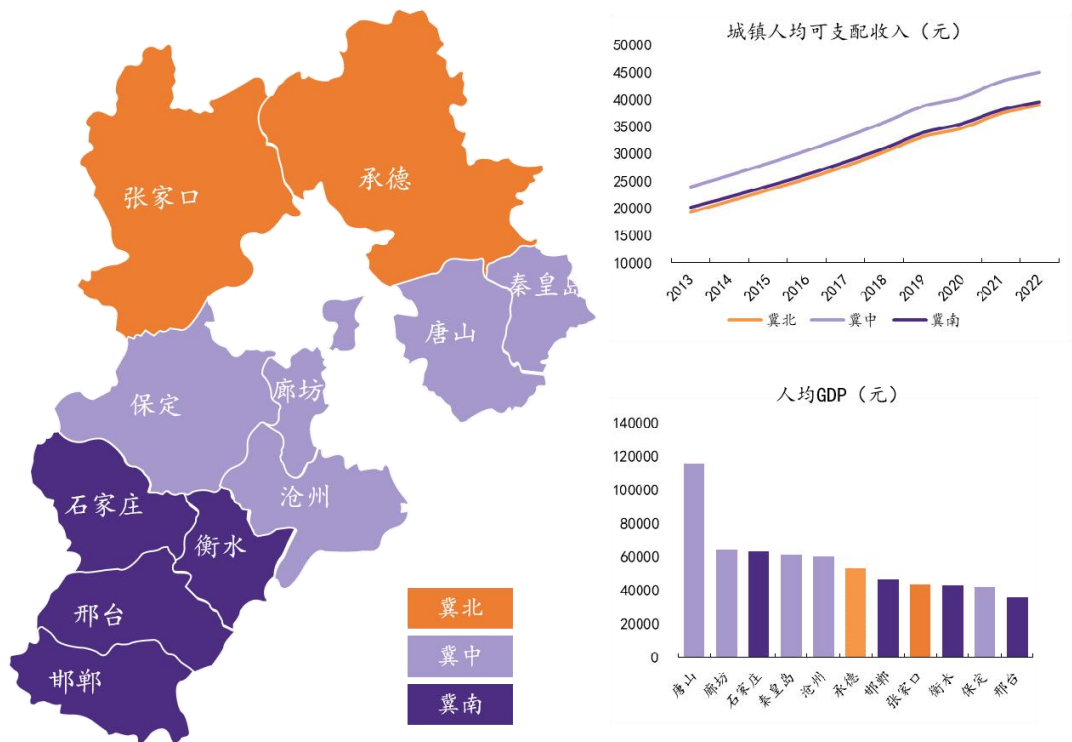 张家口
承德
秦皇岛
唐山
保定
廊坊
沧州
石家庄
衡水
邢台
邯郸
冀北
冀中
冀南
城镇人均可支配收入（元）
50000
45000
40000
35000
30000
25000
20000
15000
10000
2013 2014 2015 2016 2017 2018 2019 2020 2021 2022
冀北 冀中 冀南
人均GDP（元）
140000
120000
100000
80000
60000
40000
20000
0
唐山 廊坊 石家庄 秦皇岛 沧州 承德 邯郸 张家口 衡水 保定 邢台